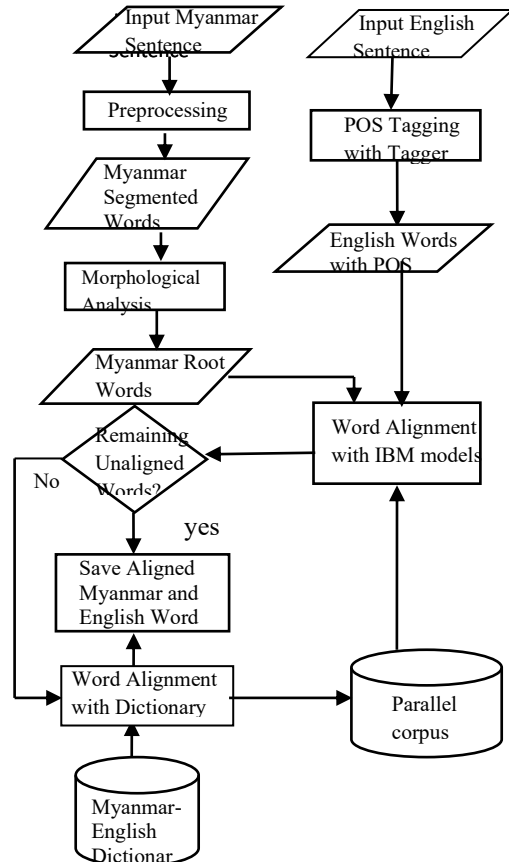 Input Myanmar
Sentence
Input English
Sentence
Preprocessing
POS Tagging
with Tagger
Myanmar
Segmented
Words
English Words
with POS
Morphological
Analysis
Myanmar Root
Words
Word Alignment
with IBM models
Remaining
Unaligned
Words?
No
yes
Save Aligned
Myanmar and
English Word
Word Alignment
with Dictionary
Parallel
corpus
Myanmar-
English
Dictionar